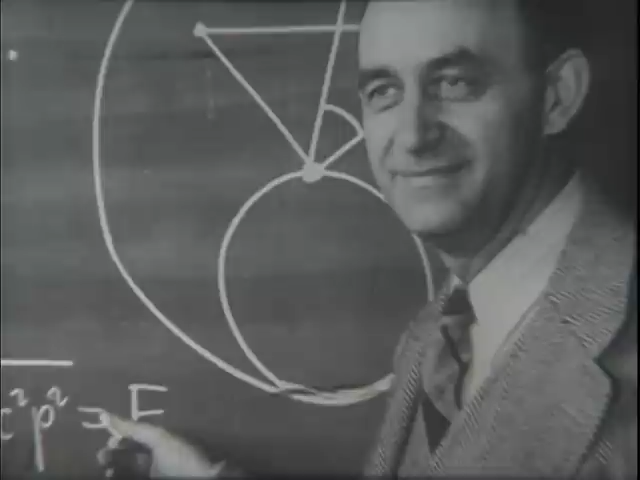 c²p² = E